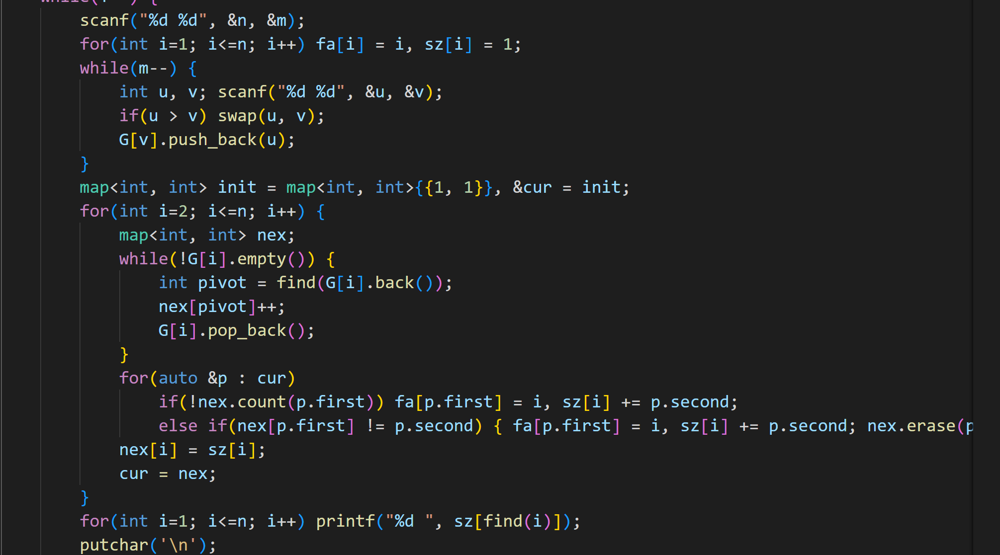 scanf("%d %d", &n, &m);
for(int i=1; i<=n; i++) fa[i] = i, sz[i] = 1;
while(m--) {
int u, v; scanf("%d %d", &u, &v);
if(u > v) swap(u, v);
G[v].push_back(u);
}
map<int, int> init = map<int, int>{{1, 1}}, &cur = init;
for(int i=2; i<=n; i++) {
map<int, int> nex;
while(!G[i].empty()) {
int pivot = find(G[i].back());
nex[pivot]++;
G[i].pop_back();
}
for(auto &p : cur)
if(!nex.count(p.first)) fa[p.first] = i, sz[i] += p.second;
else if(nex[p.first] != p.second) { fa[p.first] = i, sz[i] += p.second; nex.erase(p
nex[i] = sz[i];
cur = nex;
}
for(int i=1; i<=n; i++) printf("%d ", sz[find(i)]);
putchar('\n');